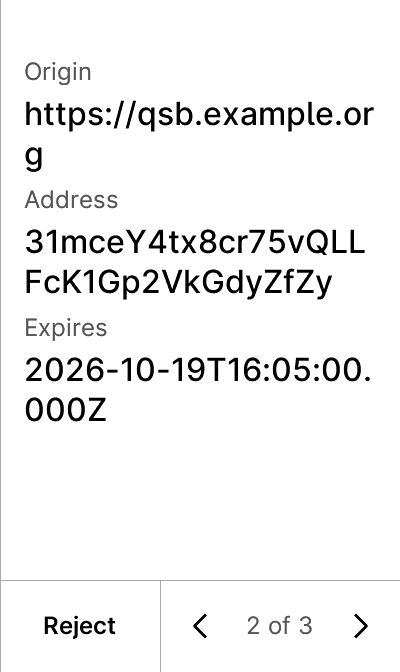 Origin
https://qsb.example.or
g
Address
31mceY4tx8cr75vQLL
FcK1Gp2VkGdyZfZy
Expires
2026-10-19T16:05:00.
000Z
Reject
2 of 3